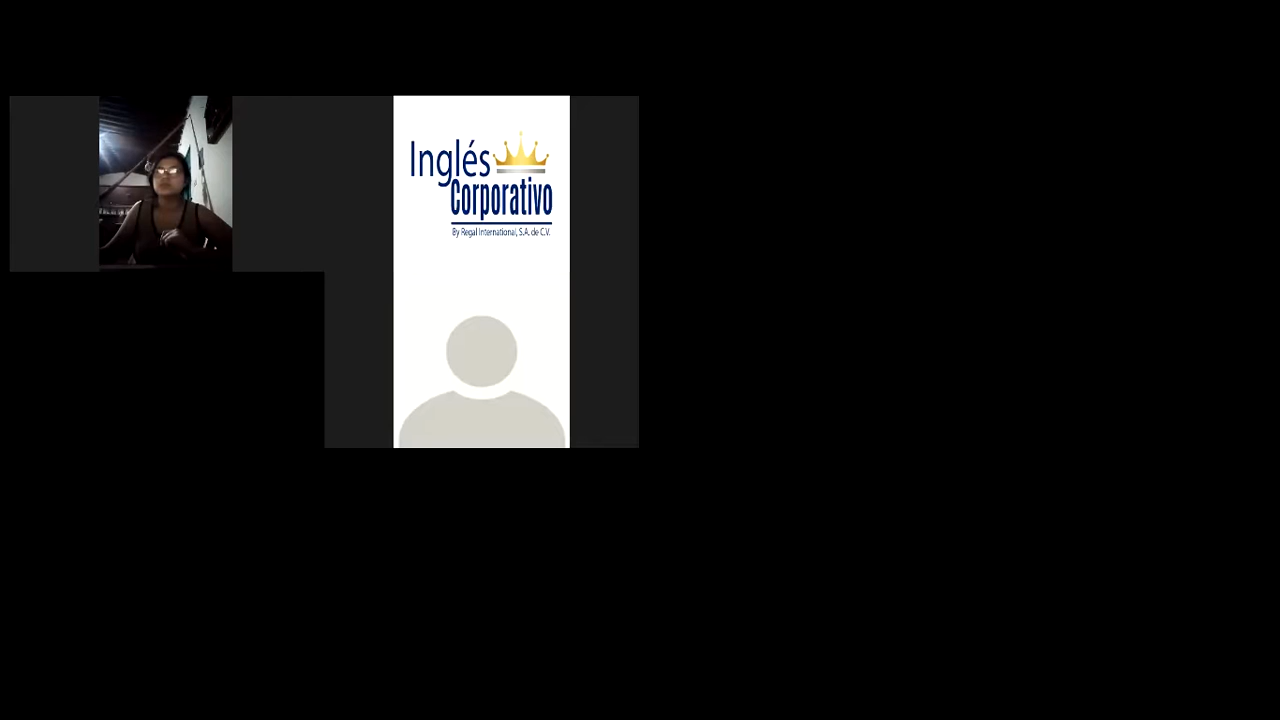 Inglés
Corporativo
By Regal International, S.A. de C.V.